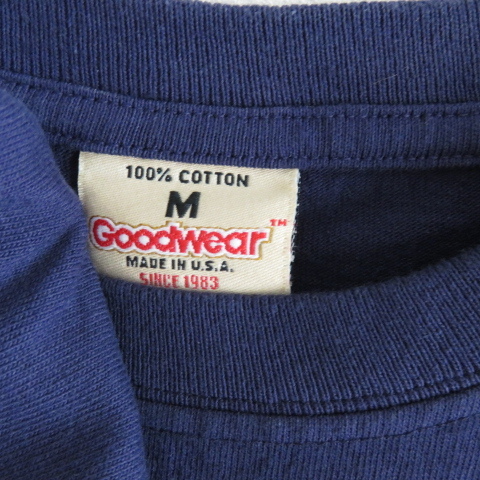 100% COTTON
M
Goodwear™
MADE IN U.S.A.
SINCE 1983